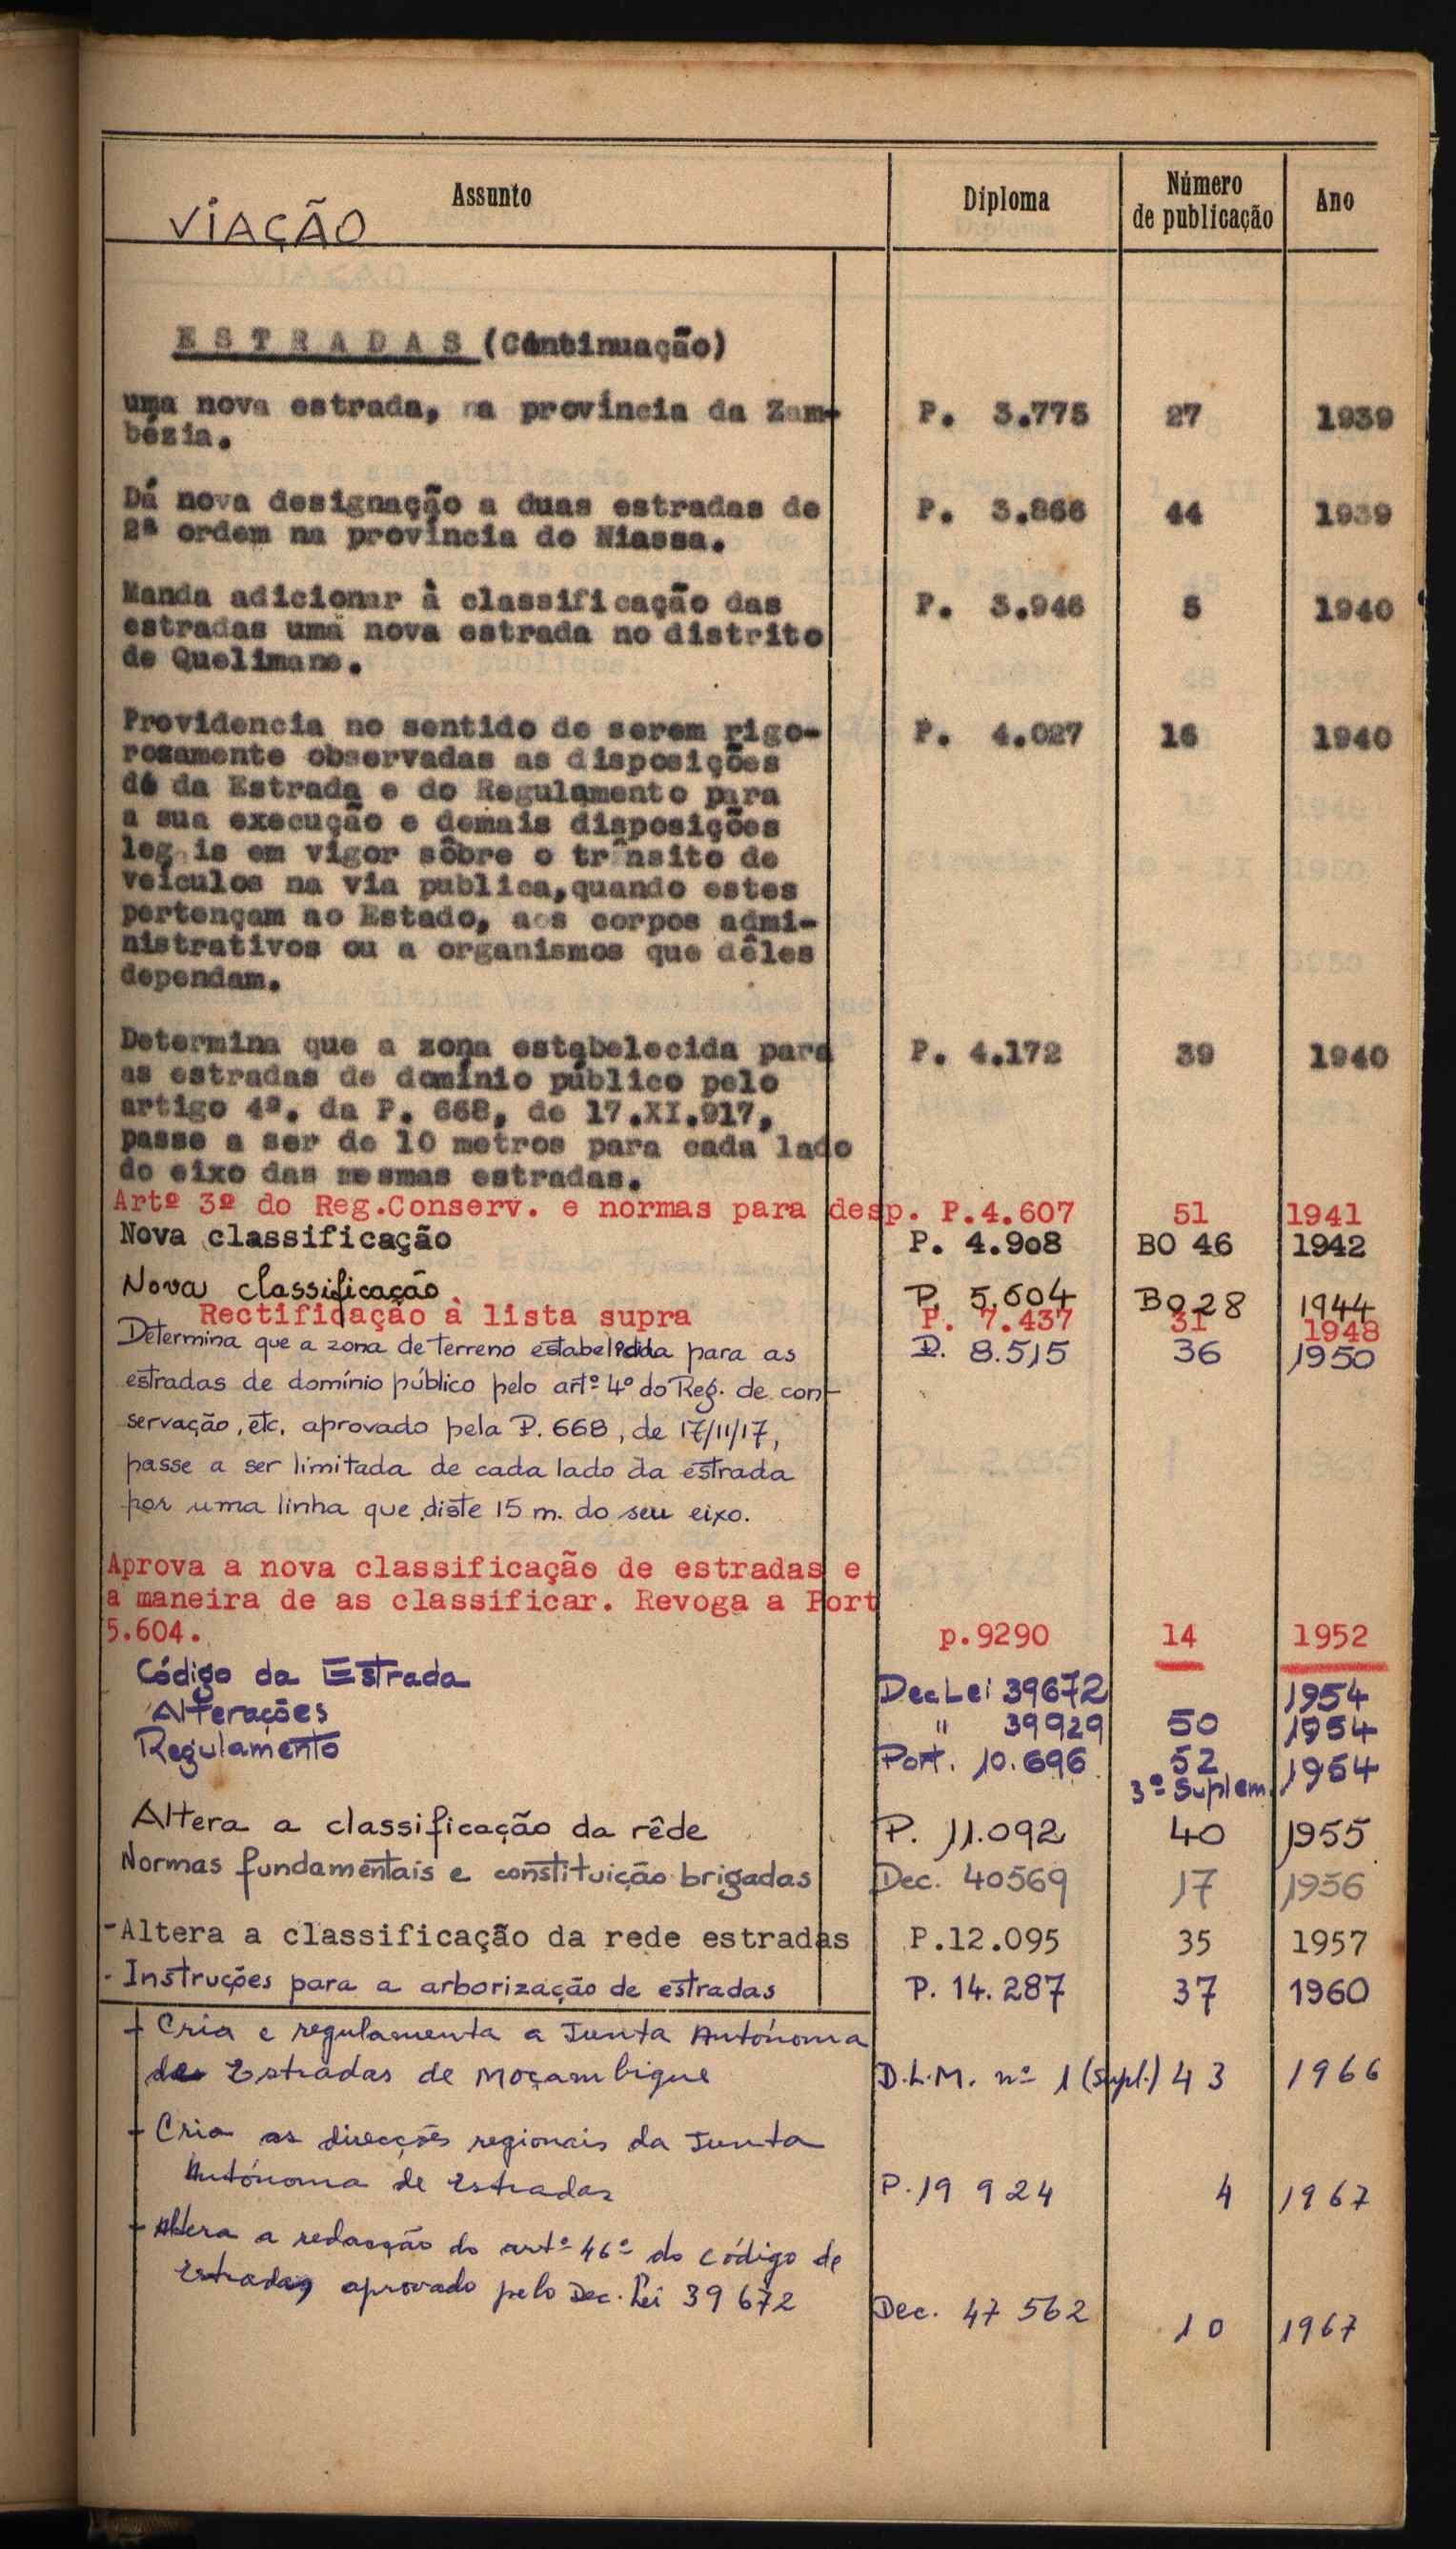 Assunto
Diploma
Número
de publicação
Ano
VIAÇÃO
E S T R A D A S (Continuação)
uma nova estrada, na província da Zam- P. 3.775 27 1939
bézia.
Dá nova designação a duas estradas de P. 3.866 44 1939
2ª ordem na província do Niassa.
Manda adicionar à classificação das P. 3.946 5 1940
estradas uma nova estrada no distrito
de Quelimane.
Providencia no sentido de serem rigo- P. 4.027 16 1940
rosamente observadas as disposições
do da Estrada e do Regulamento para
a sua execução e demais disposições
legais em vigor sôbre o trânsito de
veículos na via publica,quando estes
pertençam ao Estado, aos corpos admi-
nistrativos ou a organismos que dêles
dependam.
Determina que a zona estabelecida para P. 4.172 39 1940
as estradas de domínio público pelo
artigo 4º. da P. 668, de 17.XI.917,
passe a ser de 10 metros para cada lado
do eixo das mesmas estradas.
Artº 3º do Reg.Conserv. e normas para desp. P.4.607 51 1941
Nova classificação P. 4.908 BO 46 1942
Nova classificação P. 5.604 BO 28 1944
Rectificação à lista supra P. 7.437 31 1948
Determina que a zona de terreno estabelecida para as P. 8.515 36 1950
estradas de domínio público pelo artº 4º do Reg. de con-
servação, etc, aprovado pela P. 668, de 17/11/17,
passe a ser limitada de cada lado da estrada
por uma linha que diste 15 m. do seu eixo.
Aprova a nova classificação de estradas e
a maneira de as classificar. Revoga a Port
5.604. p.9290 14 1952
Código da Estrada Dec Lei 39672 1954
Alterações " 39929 50 1954
Regulamento Port. 10.696 52 1954
3º Suplem.
Altera a classificação da rêde P. 11.092 40 1955
Normas fundamentais e constituição brigadas Dec. 40569 17 1956
-Altera a classificação da rede estradas P.12.095 35 1957
- Instruções para a arborização de estradas P. 14.287 37 1960
- Cria e regulamenta a Junta Autónoma
de Estradas de Moçambique D.L.M. nº 1 (supl.) 43 1966
- Cria as direcções regionais da Junta
Autónoma de Estradas P. 19 924 4 1967
- Altera a redacção do artº 46º do Código de
Estradas aprovado pelo Dec. Lei 39 672 Dec. 47 562 10 1967